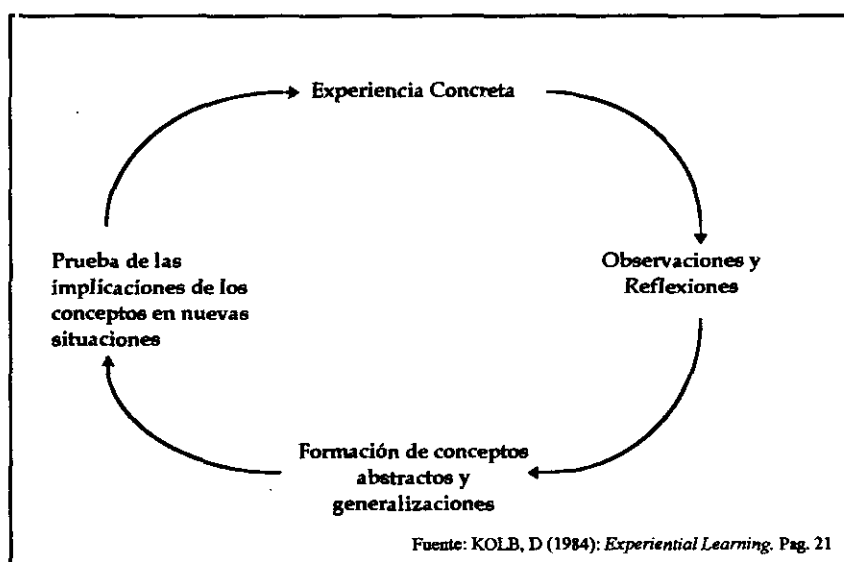 Experiencia Concreta
Observaciones y
Reflexiones
Formación de conceptos
abstractos y
generalizaciones
Prueba de las
implicaciones de los
conceptos en nuevas
situaciones
Fuente: KOLB, D (1984): Experiential Learning. Pag. 21